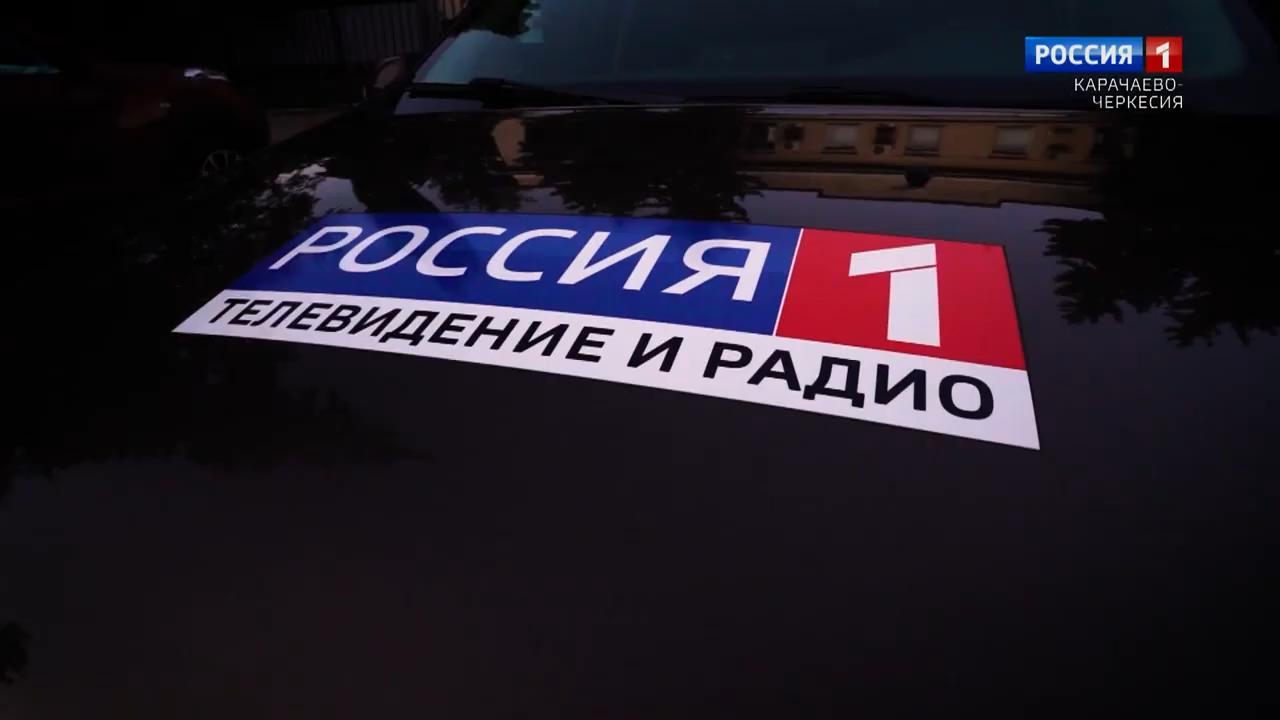 РОССИЯ 1
КАРАЧАЕВО-
ЧЕРКЕСИЯ
РОССИЯ 1
ТЕЛЕВИДЕНИЕ И РАДИО